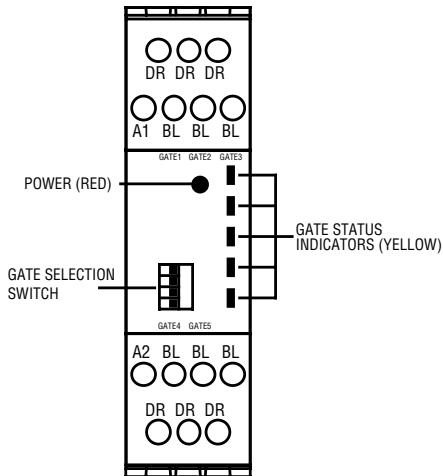 DR DR DR
A1 BL BL BL
GATE1 GATE2 GATE3
POWER (RED)
GATE STATUS
INDICATORS (YELLOW)
GATE SELECTION
SWITCH
GATE4 GATE5
A2 BL BL BL
DR DR DR